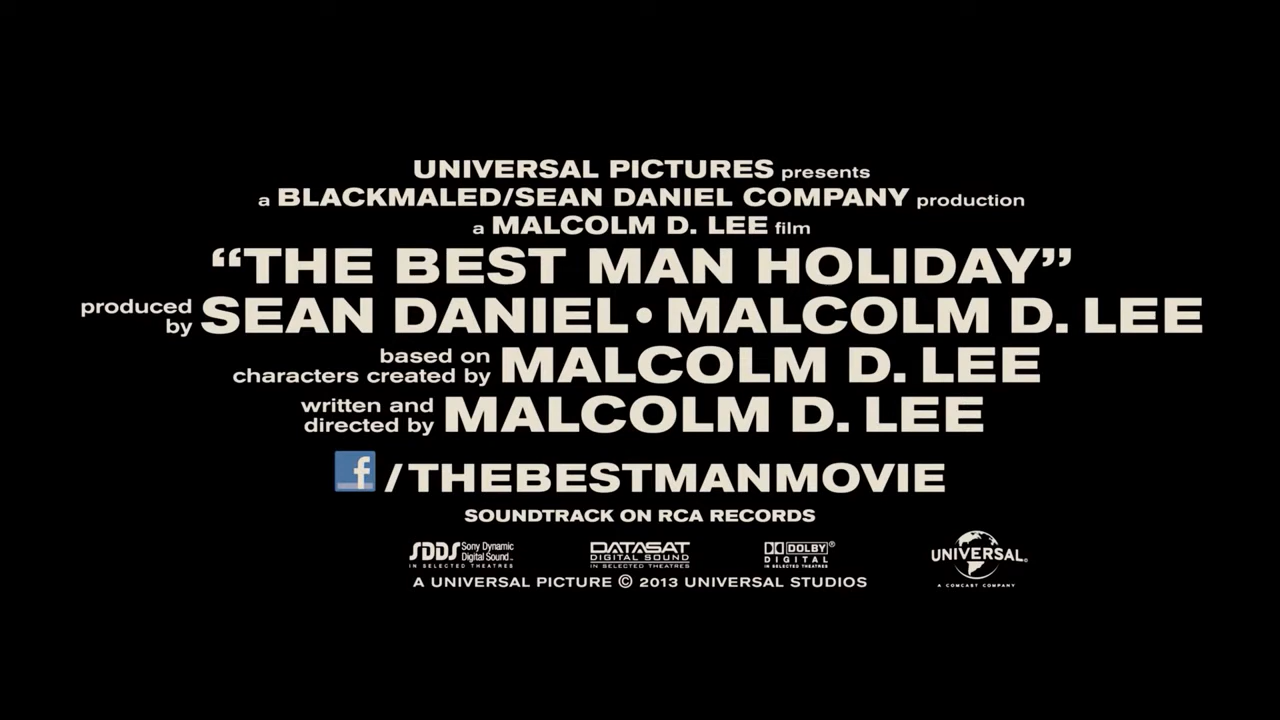 UNIVERSAL PICTURES presents
a BLACKMALED/SEAN DANIEL COMPANY production
a MALCOLM D. LEE film
“THE BEST MAN HOLIDAY”
produced by SEAN DANIEL • MALCOLM D. LEE
based on characters created by MALCOLM D. LEE
written and directed by MALCOLM D. LEE
f /THEBESTMANMOVIE
SOUNDTRACK ON RCA RECORDS
SDDS Sony Dynamic Digital Sound™ IN SELECTED THEATRES
DATASAT DIGITAL SOUND IN SELECTED THEATRES
DOLBY® DIGITAL IN SELECTED THEATRES
UNIVERSAL® A COMCAST COMPANY
A UNIVERSAL PICTURE © 2013 UNIVERSAL STUDIOS